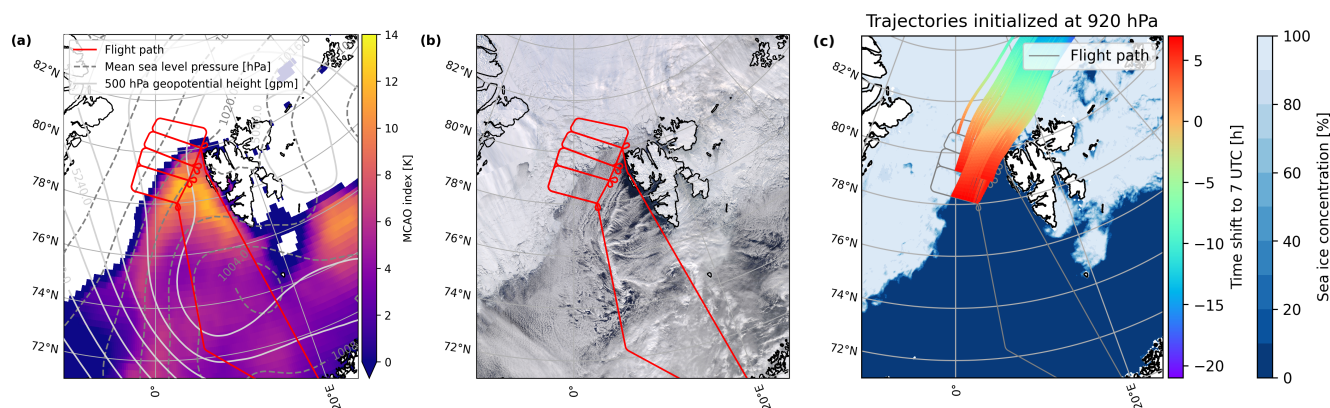 Trajectories initialized at 920 hPa
(a)
Flight path
Mean sea level pressure [hPa]
500 hPa geopotential height [gpm]
82°N
80°N
78°N
76°N
74°N
72°N
0°
20°E
1020
5240
1004
1008
14
12
10
8
6
4
2
0
MCAO index [K]
(b)
82°N
80°N
78°N
76°N
74°N
72°N
0°
20°E
(c)
Flight path
82°N
80°N
78°N
76°N
74°N
72°N
0°
20°E
5
0
−5
−10
−15
−20
Time shift to 7 UTC [h]
100
80
60
40
20
0
Sea ice concentration [%]